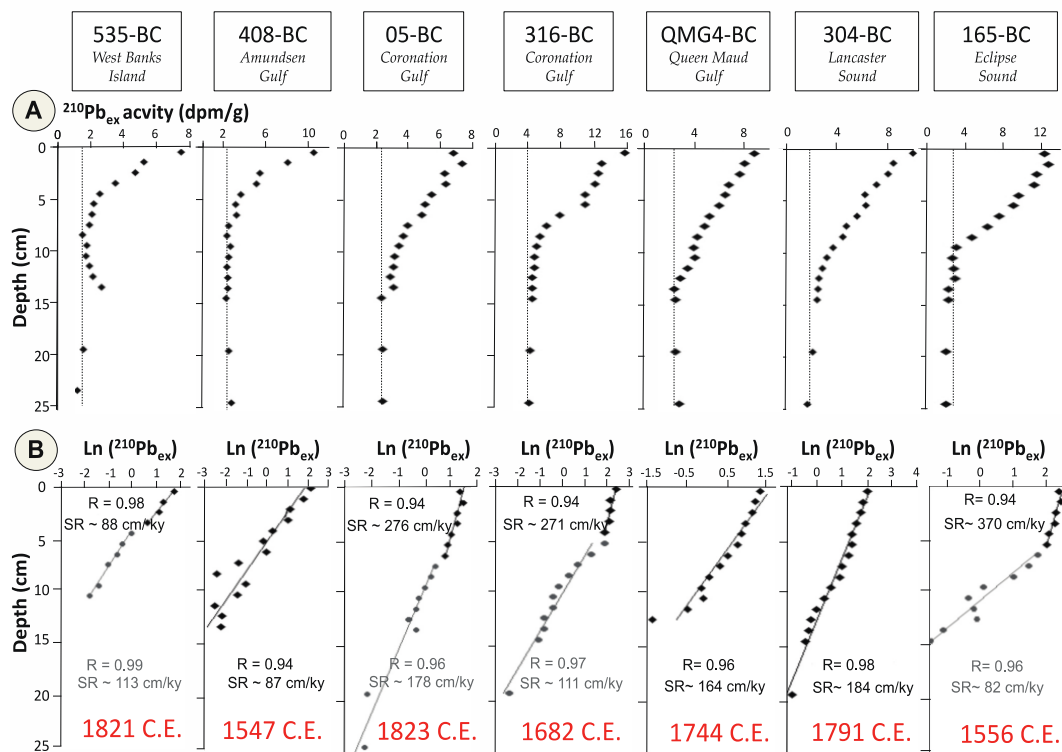 535-BC
West Banks
Island
408-BC
Amundsen
Gulf
05-BC
Coronation
Gulf
316-BC
Coronation
Gulf
QMG4-BC
Queen Maud
Gulf
304-BC
Lancaster
Sound
165-BC
Eclipse
Sound
A
²¹⁰Pbex acvity (dpm/g)
0 2 4 6 8
2 6 10
0 2 4 6 8
0 4 8 12 16
0 4 8
0 2 4 6 8
0 4 8 12
Depth (cm)
0
5
10
15
20
25
B
Ln (²¹⁰Pbex) Ln (²¹⁰Pbex) Ln (²¹⁰Pbex) Ln (²¹⁰Pbex) Ln (²¹⁰Pbex) Ln (²¹⁰Pbex) Ln (²¹⁰Pbex)
-3 -2 -1 0 1 2
-3 -2 -1 0 1 2 3
-3 -2 -1 0 1 2
-3 -2 -1 0 1 2 3
-1.5 -.5 .5 1.5
-1 0 1 2 3
-1 0 1 2
Depth (cm)
0
5
10
15
20
25
R = 0.98
SR ~ 88 cm/ky
R = 0.99
SR ~ 113 cm/ky
1821 C.E.
R = 0.94
SR ~ 87 cm/ky
1547 C.E.
R = 0.94
SR ~ 276 cm/ky
R = 0.96
SR ~ 178 cm/ky
1823 C.E.
R = 0.94
SR ~ 271 cm/ky
R = 0.97
SR ~ 111 cm/ky
1682 C.E.
R = 0.96
SR~ 164 cm/ky
1744 C.E.
R = 0.98
SR~ 184 cm/ky
1791 C.E.
R = 0.94
SR~ 370 cm/ky
R = 0.96
SR~ 82 cm/ky
1556 C.E.